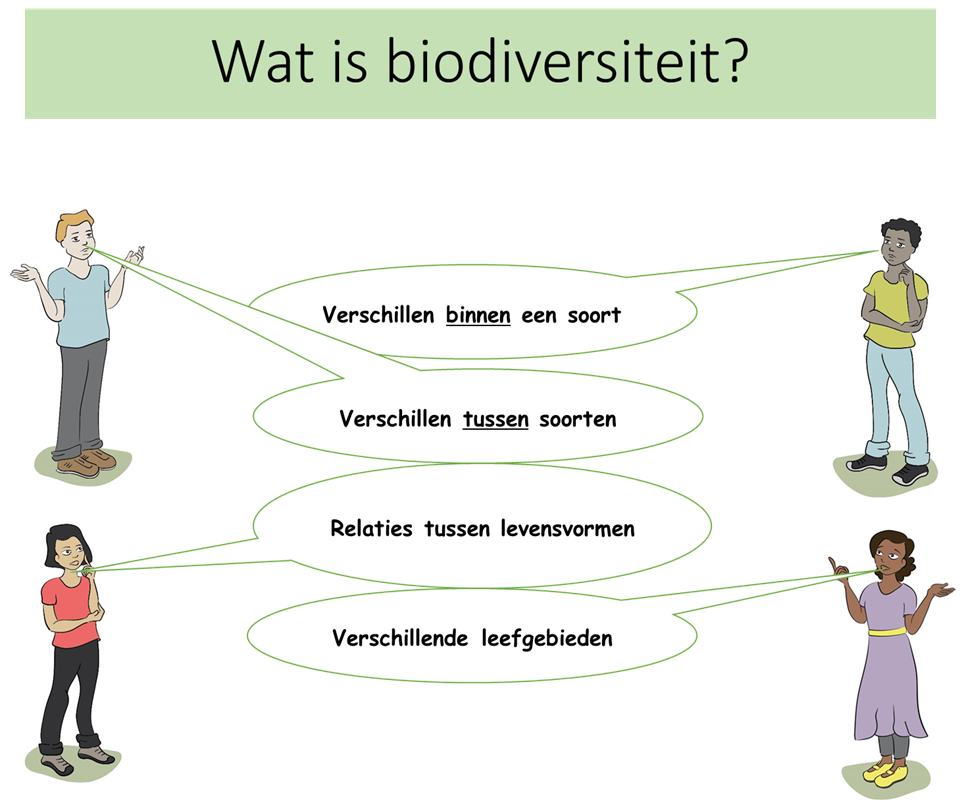 Wat is biodiversiteit?
Verschillen binnen een soort
Verschillen tussen soorten
Relaties tussen levensvormen
Verschillende leefgebieden